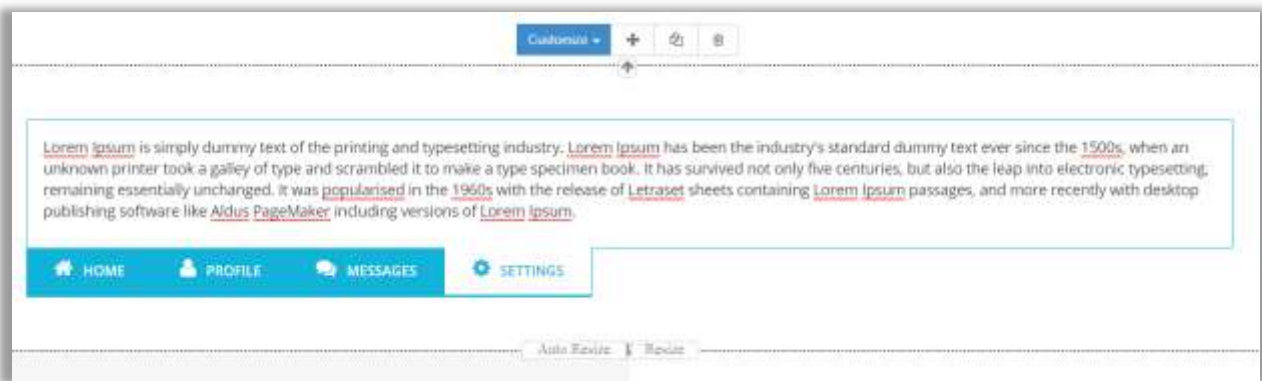 Customize
Lorem Ipsum is simply dummy text of the printing and typesetting industry. Lorem Ipsum has been the industry's standard dummy text ever since the 1500s, when an
unknown printer took a galley of type and scrambled it to make a type specimen book. It has survived not only five centuries, but also the leap into electronic typesetting,
remaining essentially unchanged. It was popularised in the 1960s with the release of Letraset sheets containing Lorem Ipsum passages, and more recently with desktop
publishing software like Aldus PageMaker including versions of Lorem Ipsum.
HOME PROFILE MESSAGES SETTINGS
Auto Resize Resize